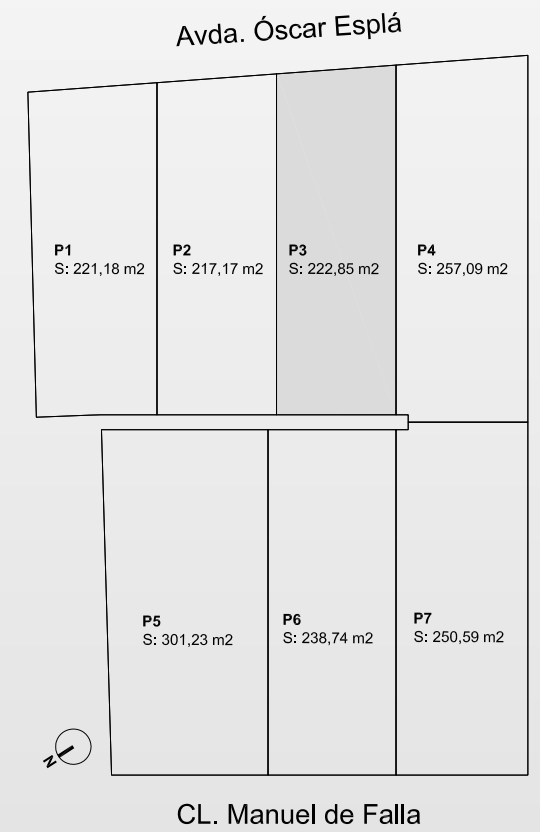 Avda. Óscar Esplá
P1
S: 221,18 m2
P2
S: 217,17 m2
P3
S: 222,85 m2
P4
S: 257,09 m2
P5
S: 301,23 m2
P6
S: 238,74 m2
P7
S: 250,59 m2
N
CL. Manuel de Falla